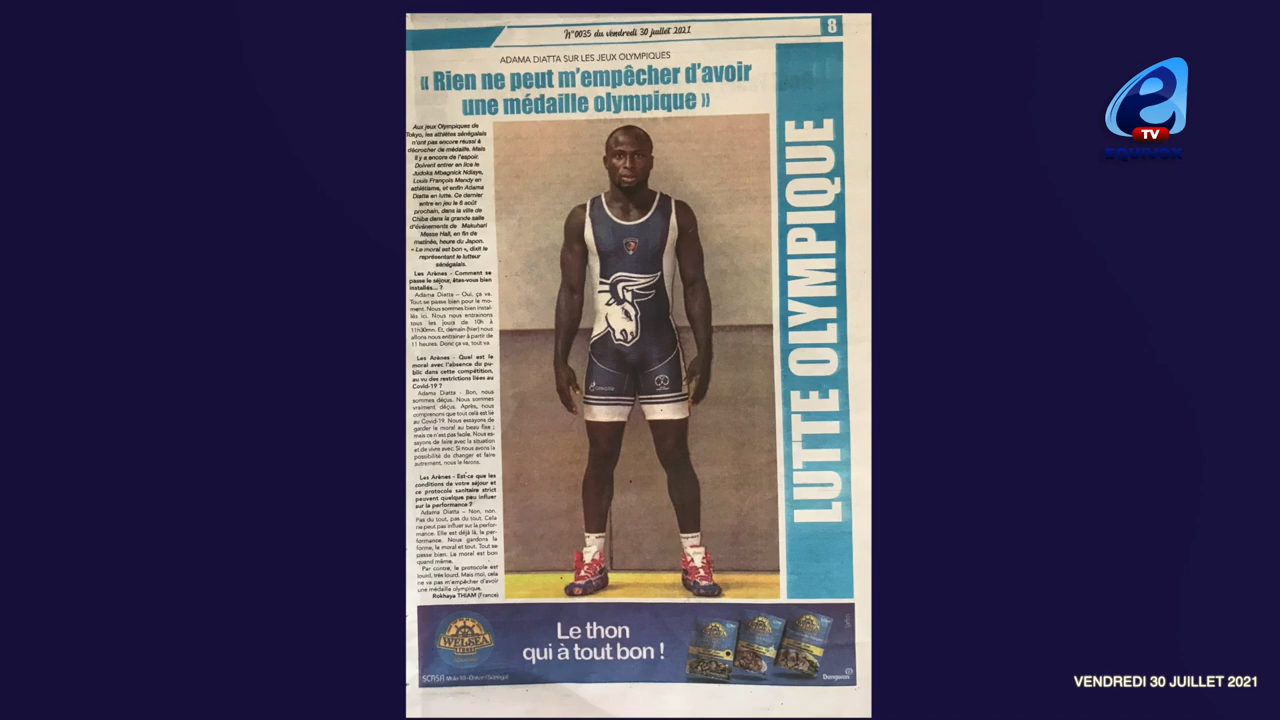 N°0035 du vendredi 30 juillet 2021
8
ADAMA DIATTA SUR LES JEUX OLYMPIQUES
« Rien ne peut m'empêcher d'avoir
une médaille olympique »
Aux jeux Olympiques de
Tokyo, les athlètes sénégalais
n'ont pas encore réussi à
décrocher de médaille. Mais
il y a encore de l'espoir.
Doivent entrer en lice le
Judoka Mbagnick Ndiaye,
Louis François Mendy en
athlétisme, et enfin Adama
Diatta en lutte. Ce dernier
entre en jeu le 6 août
prochain, dans la ville de
Chiba dans la grande salle
d'événements de Makuhari
Messe Hall, en fin de
matinée, heure du Japon.
« Le moral est bon », dixit le
représentant le lutteur
sénégalais.
Les Arènes - Comment se
passe le séjour, êtes-vous bien
installés... ?
Adama Diatta – Oui, ça va.
Tout se passe bien pour le mo-
ment. Nous sommes bien instal-
lés ici. Nous nous entrainons
tous les jours de 10h à
11h30mn. Et, demain (hier) nous
allons nous entrainer à partir de
11 heures. Donc ça va, tout va.
Les Arènes - Quel est le
moral avec l'absence du pu-
blic dans cette compétition,
au vu des restrictions liées au
Covid-19 ?
Adama Diatta - Bon, nous
sommes déçus. Nous sommes
vraiment déçus. Après, nous
comprenons que tout cela est lié
au Covid-19. Nous essayons de
garder le moral au beau fixe ;
mais ce n'est pas facile. Nous es-
sayons de faire avec la situation
et de vivre avec. Si nous avons la
possibilité de changer et faire
autrement, nous le ferons.
Les Arènes - Est-ce que les
conditions de votre séjour et
ce protocole sanitaire strict
peuvent quelque peu influer
sur la performance ?
Adama Diatta – Non, non.
Pas du tout, pas du tout. Cela
ne peut pas influer sur la perfor-
mance. Elle est déjà là, la per-
formance. Nous gardons la
forme, le moral et tout. Tout se
passe bien. Le moral est bon
quand même.
Par contre, le protocole est
lourd, très lourd. Mais moi, cela
ne va pas m'empêcher d'avoir
une médaille olympique.
Rokhaya THIAM (France)
LUTTE OLYMPIQUE
WELSEA
Le thon
qui à tout bon !
SCASA Mole 10 - Dakar / Sénégal
Dongwon
e
TV
EQUIVOX
VENDREDI 30 JUILLET 2021